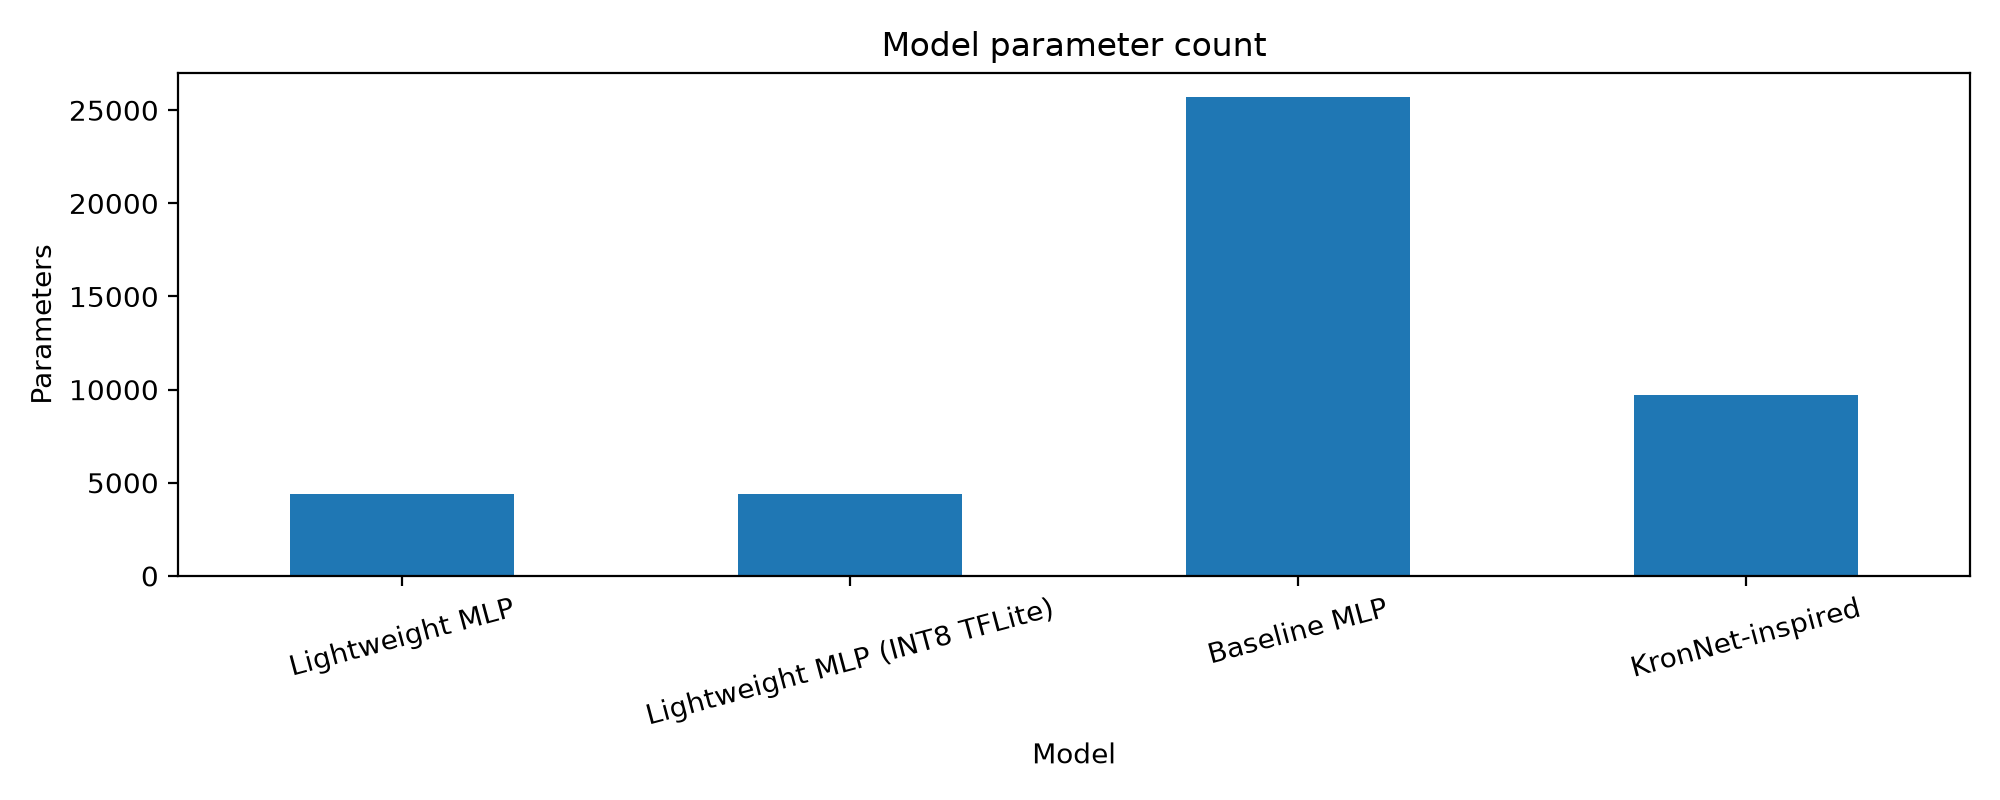 Model parameter count
25000
20000
15000
10000
5000
0
Parameters
Lightweight MLP
Lightweight MLP (INT8 TFLite)
Baseline MLP
KronNet-inspired
Model